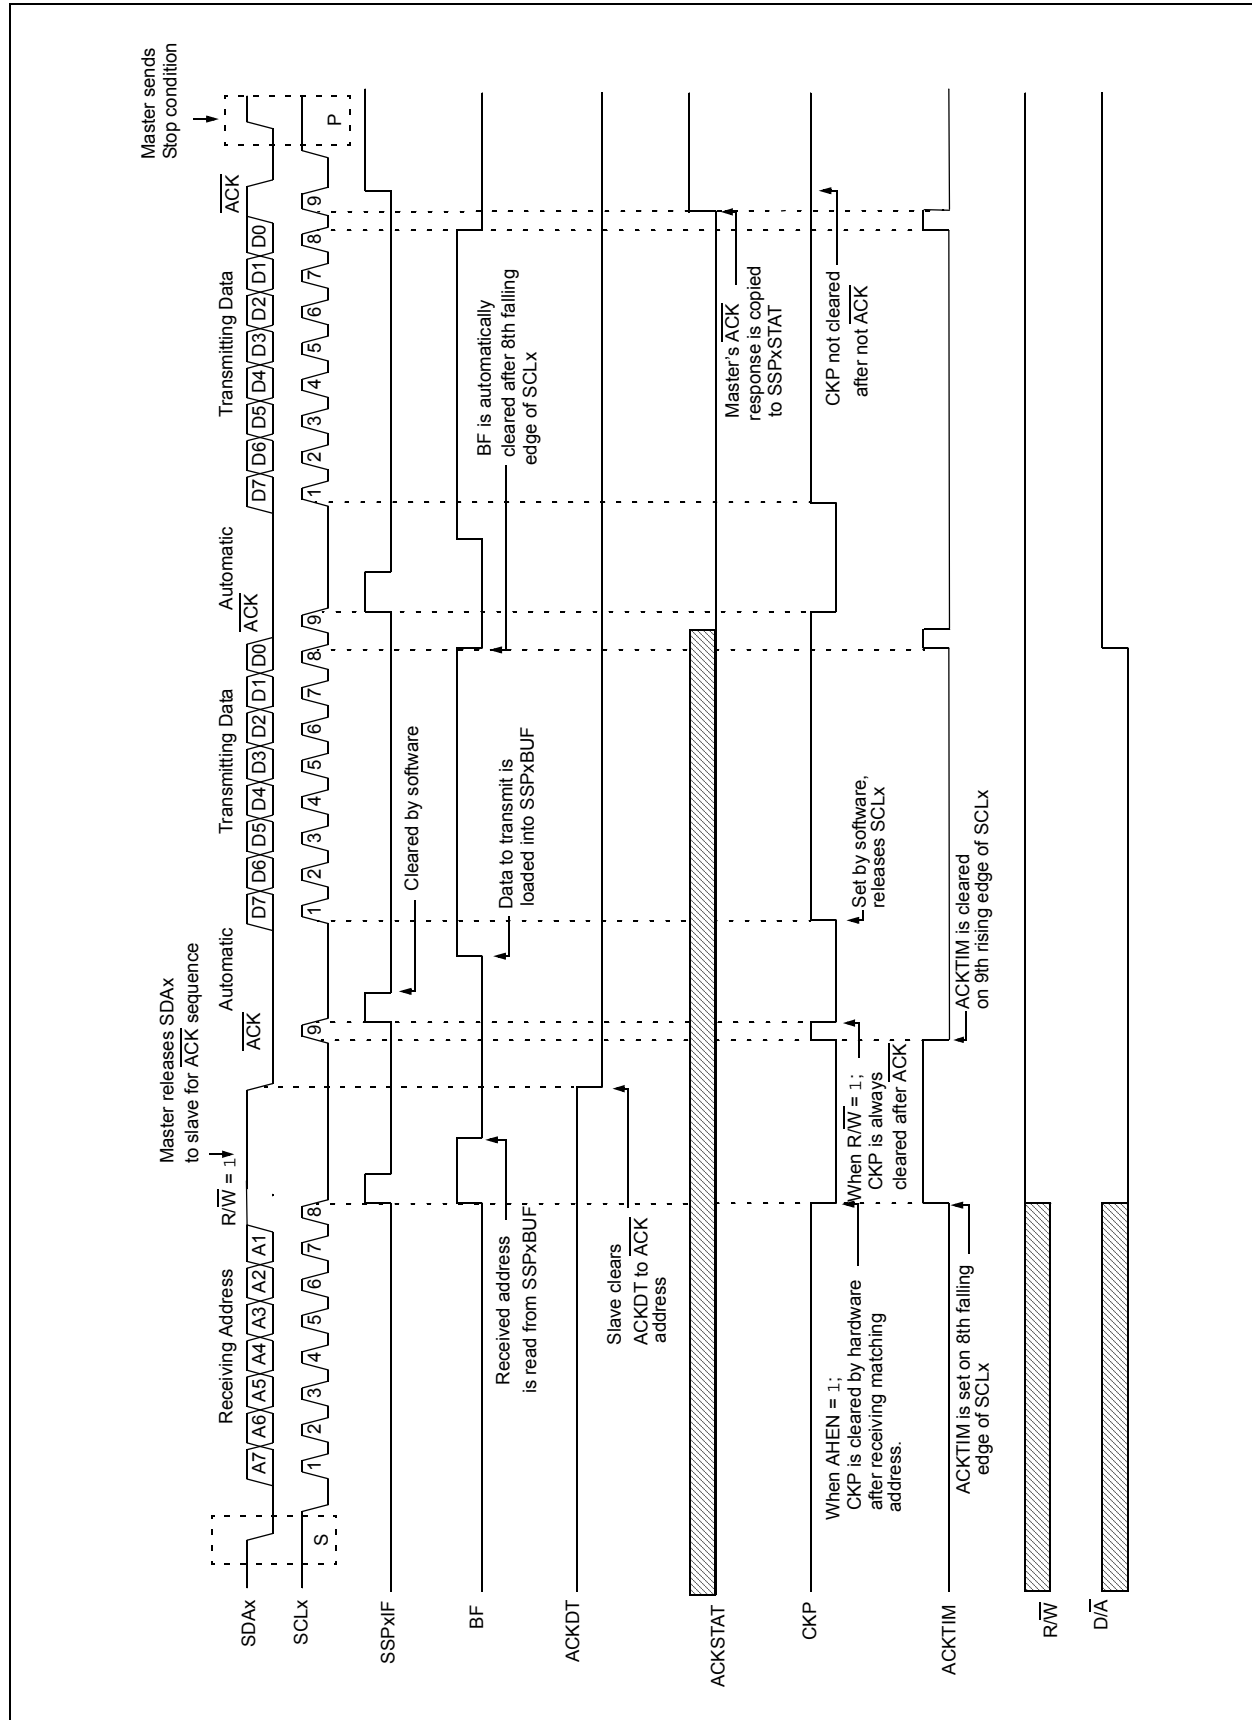 Master releases SDAx
to slave for ACK sequence
Master sends
Stop condition
Receiving Address
R/W = 1
Automatic
Transmitting Data
Automatic
Transmitting Data
ACK
ACK
ACK
SDAx
A7 A6 A5 A4 A3 A2 A1
D7 D6 D5 D4 D3 D2 D1 D0
D7 D6 D5 D4 D3 D2 D1 D0
SCLx
S
1 2 3 4 5 6 7 8 9
1 2 3 4 5 6 7 8 9
1 2 3 4 5 6 7 8 9
P
SSPxIF
Cleared by software
BF
Received address
is read from SSPxBUF
Data to transmit is
loaded into SSPxBUF
BF is automatically
cleared after 8th falling
edge of SCLx
ACKDT
Slave clears
ACKDT to ACK
address
ACKSTAT
Master's ACK
response is copied
to SSPxSTAT
CKP
When AHEN = 1;
CKP is cleared by hardware
after receiving matching
address.
When R/W = 1;
CKP is always
cleared after ACK
Set by software,
releases SCLx
CKP not cleared
after not ACK
ACKTIM
ACKTIM is set on 8th falling
edge of SCLx
ACKTIM is cleared
on 9th rising edge of SCLx
R/W
D/A